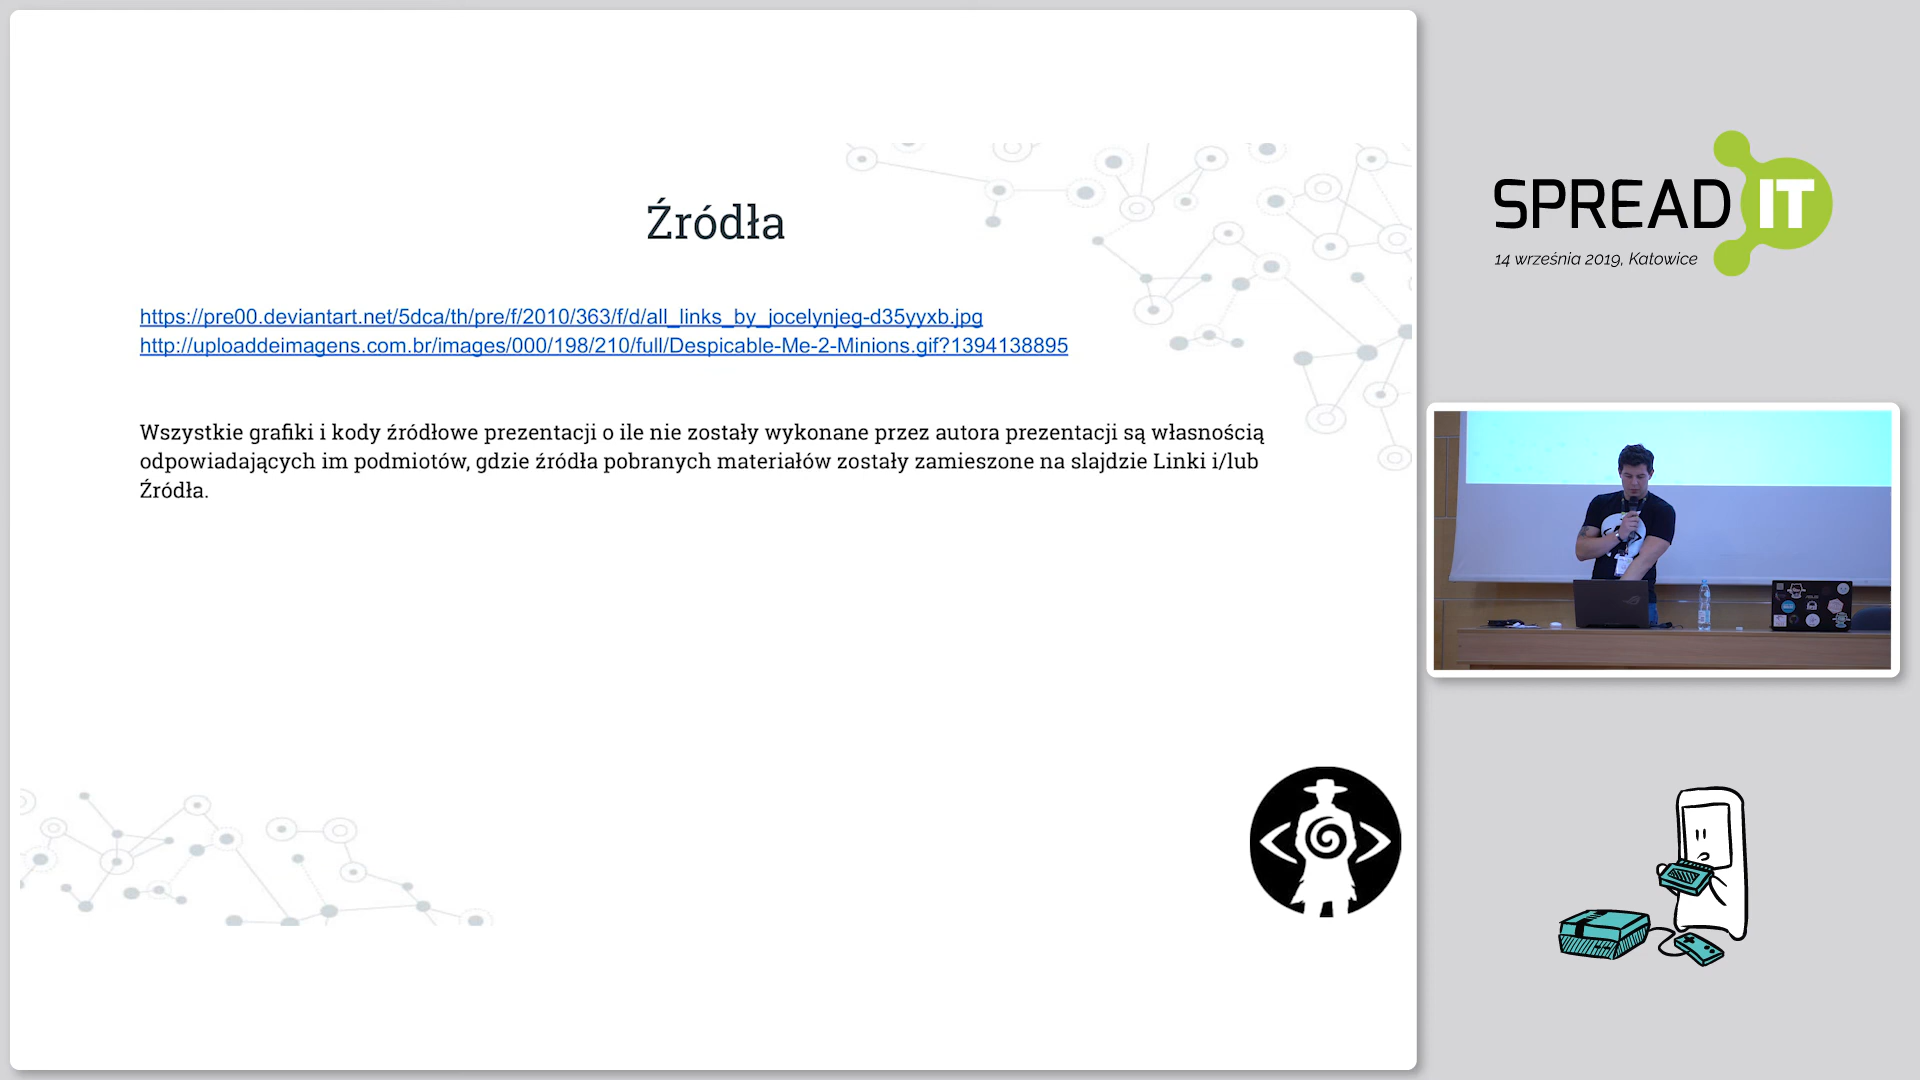 Źródła
https://pre00.deviantart.net/5dca/th/pre/f/2010/363/f/d/all_links_by_jocelynjeg-d35yyxb.jpg
http://uploaddeimagens.com.br/images/000/198/210/full/Despicable-Me-2-Minions.gif?1394138895
Wszystkie grafiki i kody źródłowe prezentacji o ile nie zostały wykonane przez autora prezentacji są własnością
odpowiadających im podmiotów, gdzie źródła pobranych materiałów zostały zamieszone na slajdzie Linki i/lub
Źródła.
SPREAD IT
14 września 2019, Katowice